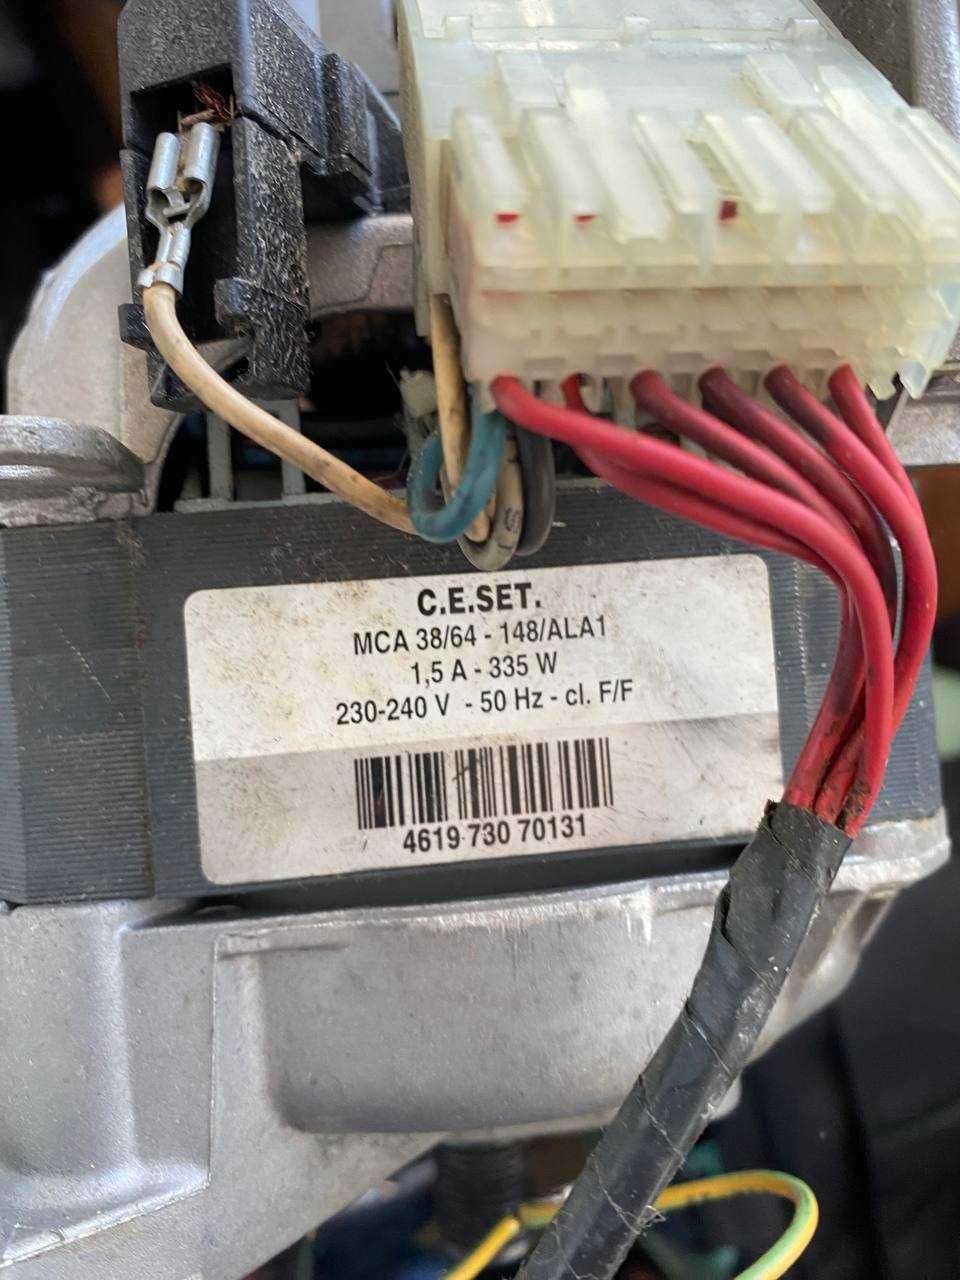 C.E.SET.
MCA 38/64 - 148/ALA1
1,5 A - 335 W
230-240 V - 50 Hz - cl. F/F
4619 730 70131